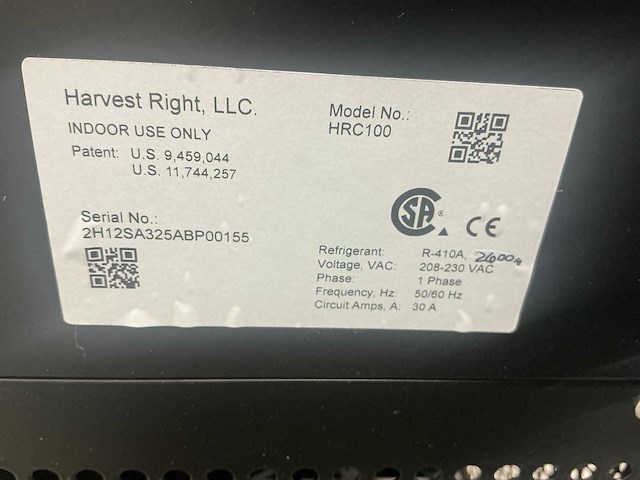 Harvest Right, LLC.
INDOOR USE ONLY
Patent: U.S. 9,459,044
U.S. 11,744,257
Model No.:
HRC100
Serial No.:
2H12SA325ABP00155
SA ®
CE
Refrigerant: R-410A,
Voltage, VAC: 208-230 VAC
Phase: 1 Phase
Frequency, Hz: 50/60 Hz
Circuit Amps, A: 30 A